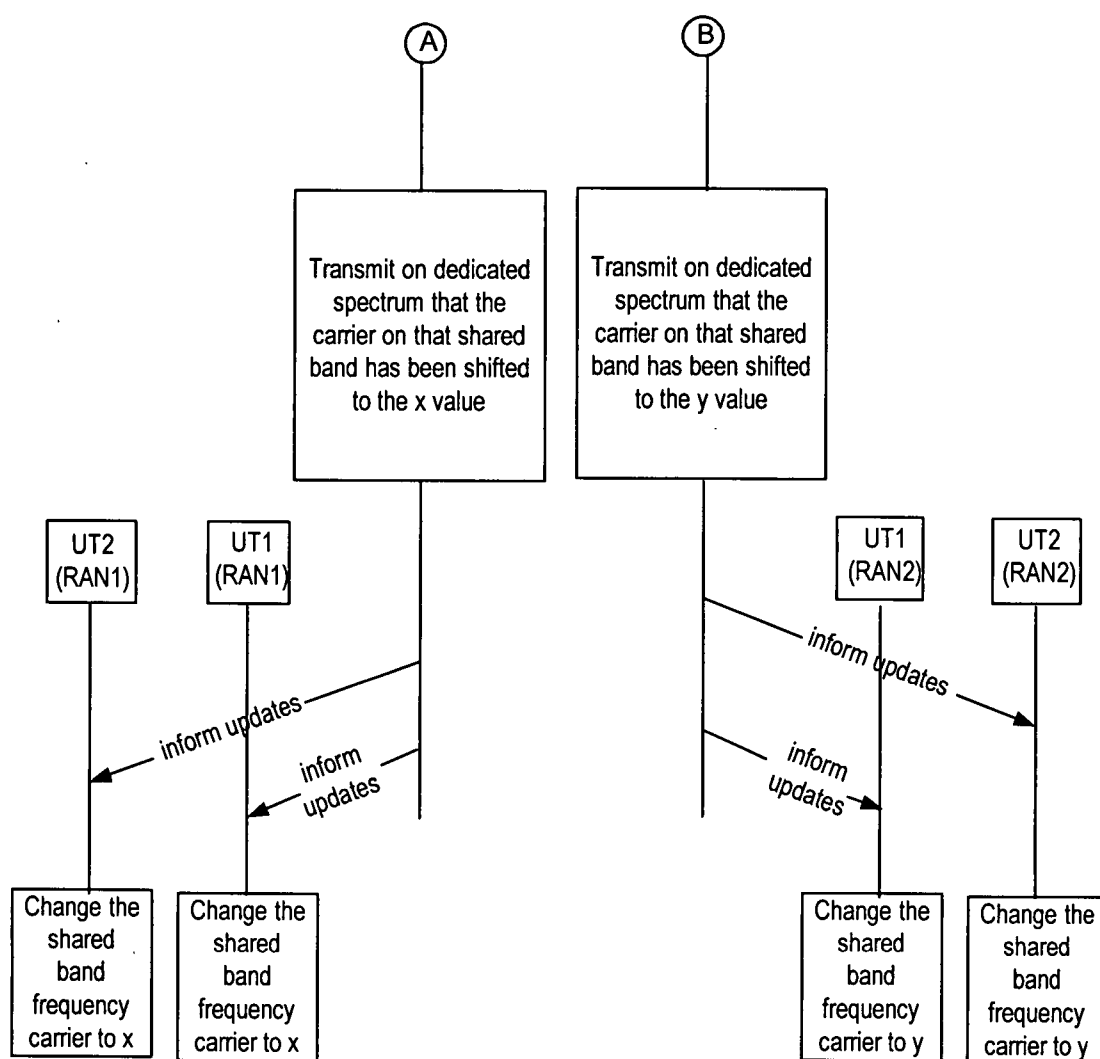 A
B
Transmit on dedicated
spectrum that the
carrier on that shared
band has been shifted
to the x value
Transmit on dedicated
spectrum that the
carrier on that shared
band has been shifted
to the y value
UT2
(RAN1)
UT1
(RAN1)
UT1
(RAN2)
UT2
(RAN2)
inform updates
inform
updates
inform updates
inform
updates
Change the
shared
band
frequency
carrier to x
Change the
shared
band
frequency
carrier to x
Change the
shared
band
frequency
carrier to y
Change the
shared
band
frequency
carrier to y